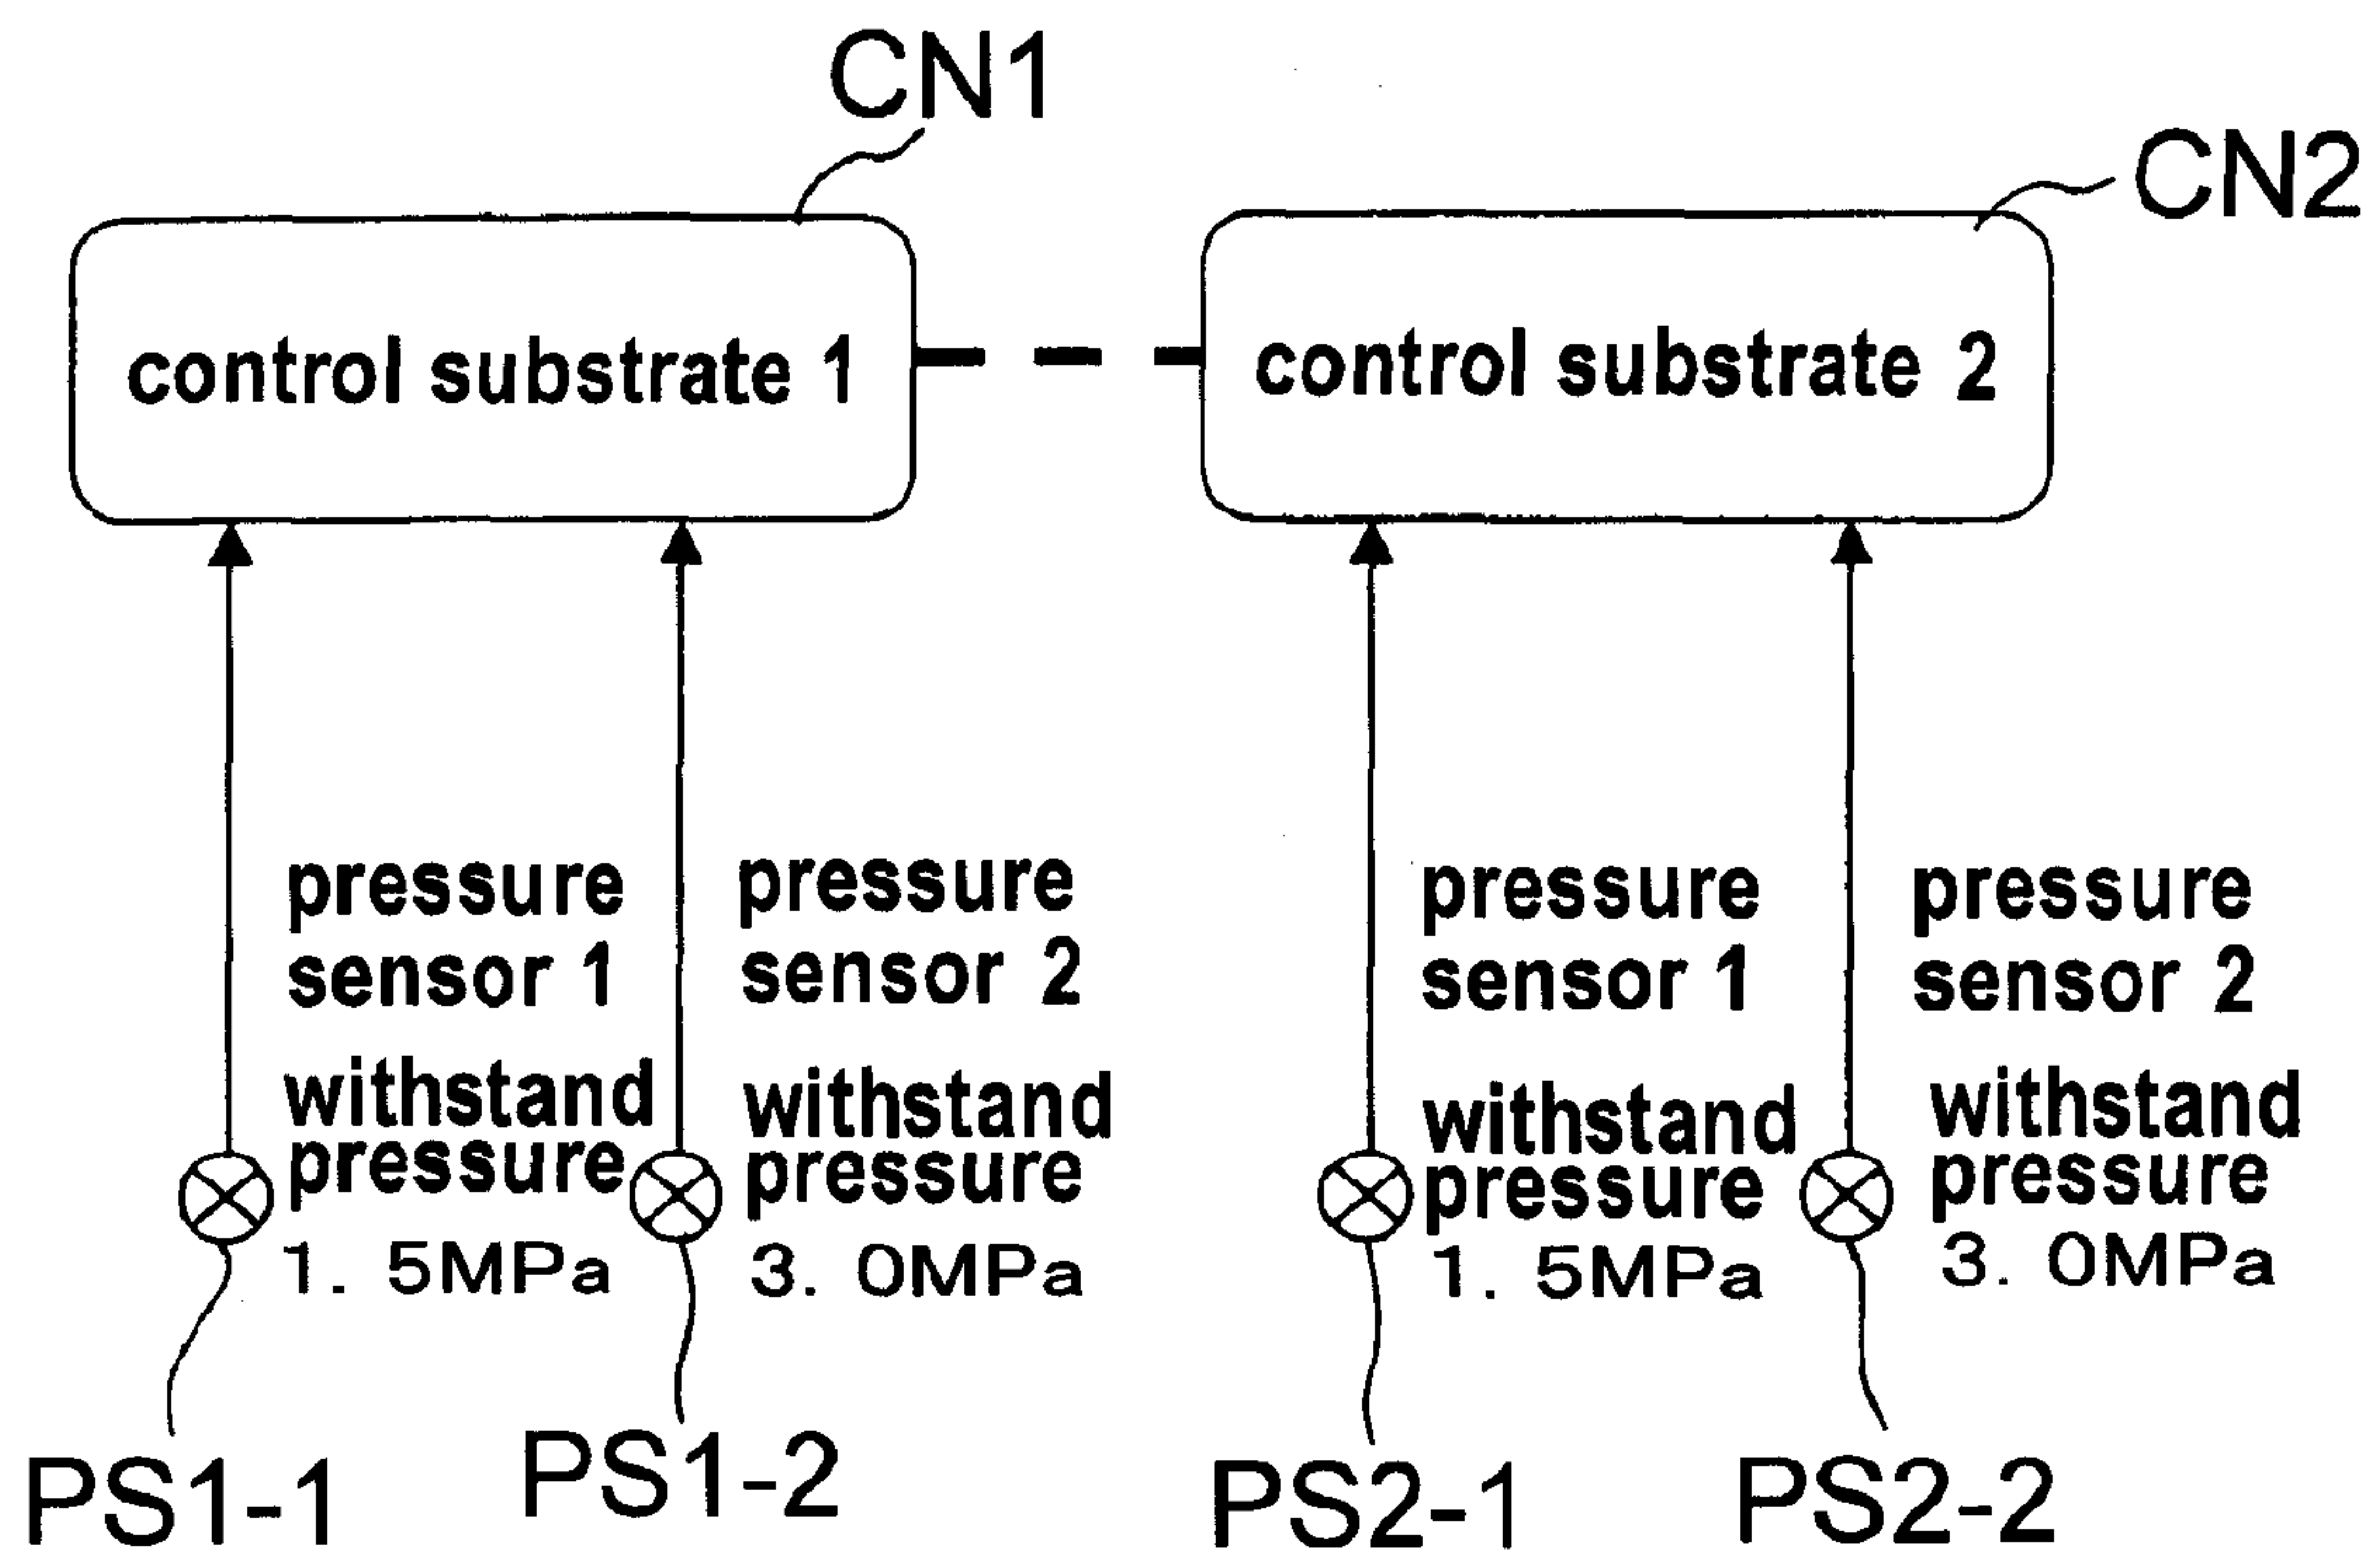 CN1
CN2
control substrate 1
control substrate 2
pressure
sensor 1
withstand
pressure
1. 5MPa
pressure
sensor 2
withstand
pressure
3. 0MPa
pressure
sensor 1
withstand
pressure
1. 5MPa
pressure
sensor 2
withstand
pressure
3. 0MPa
PS1-1
PS1-2
PS2-1
PS2-2